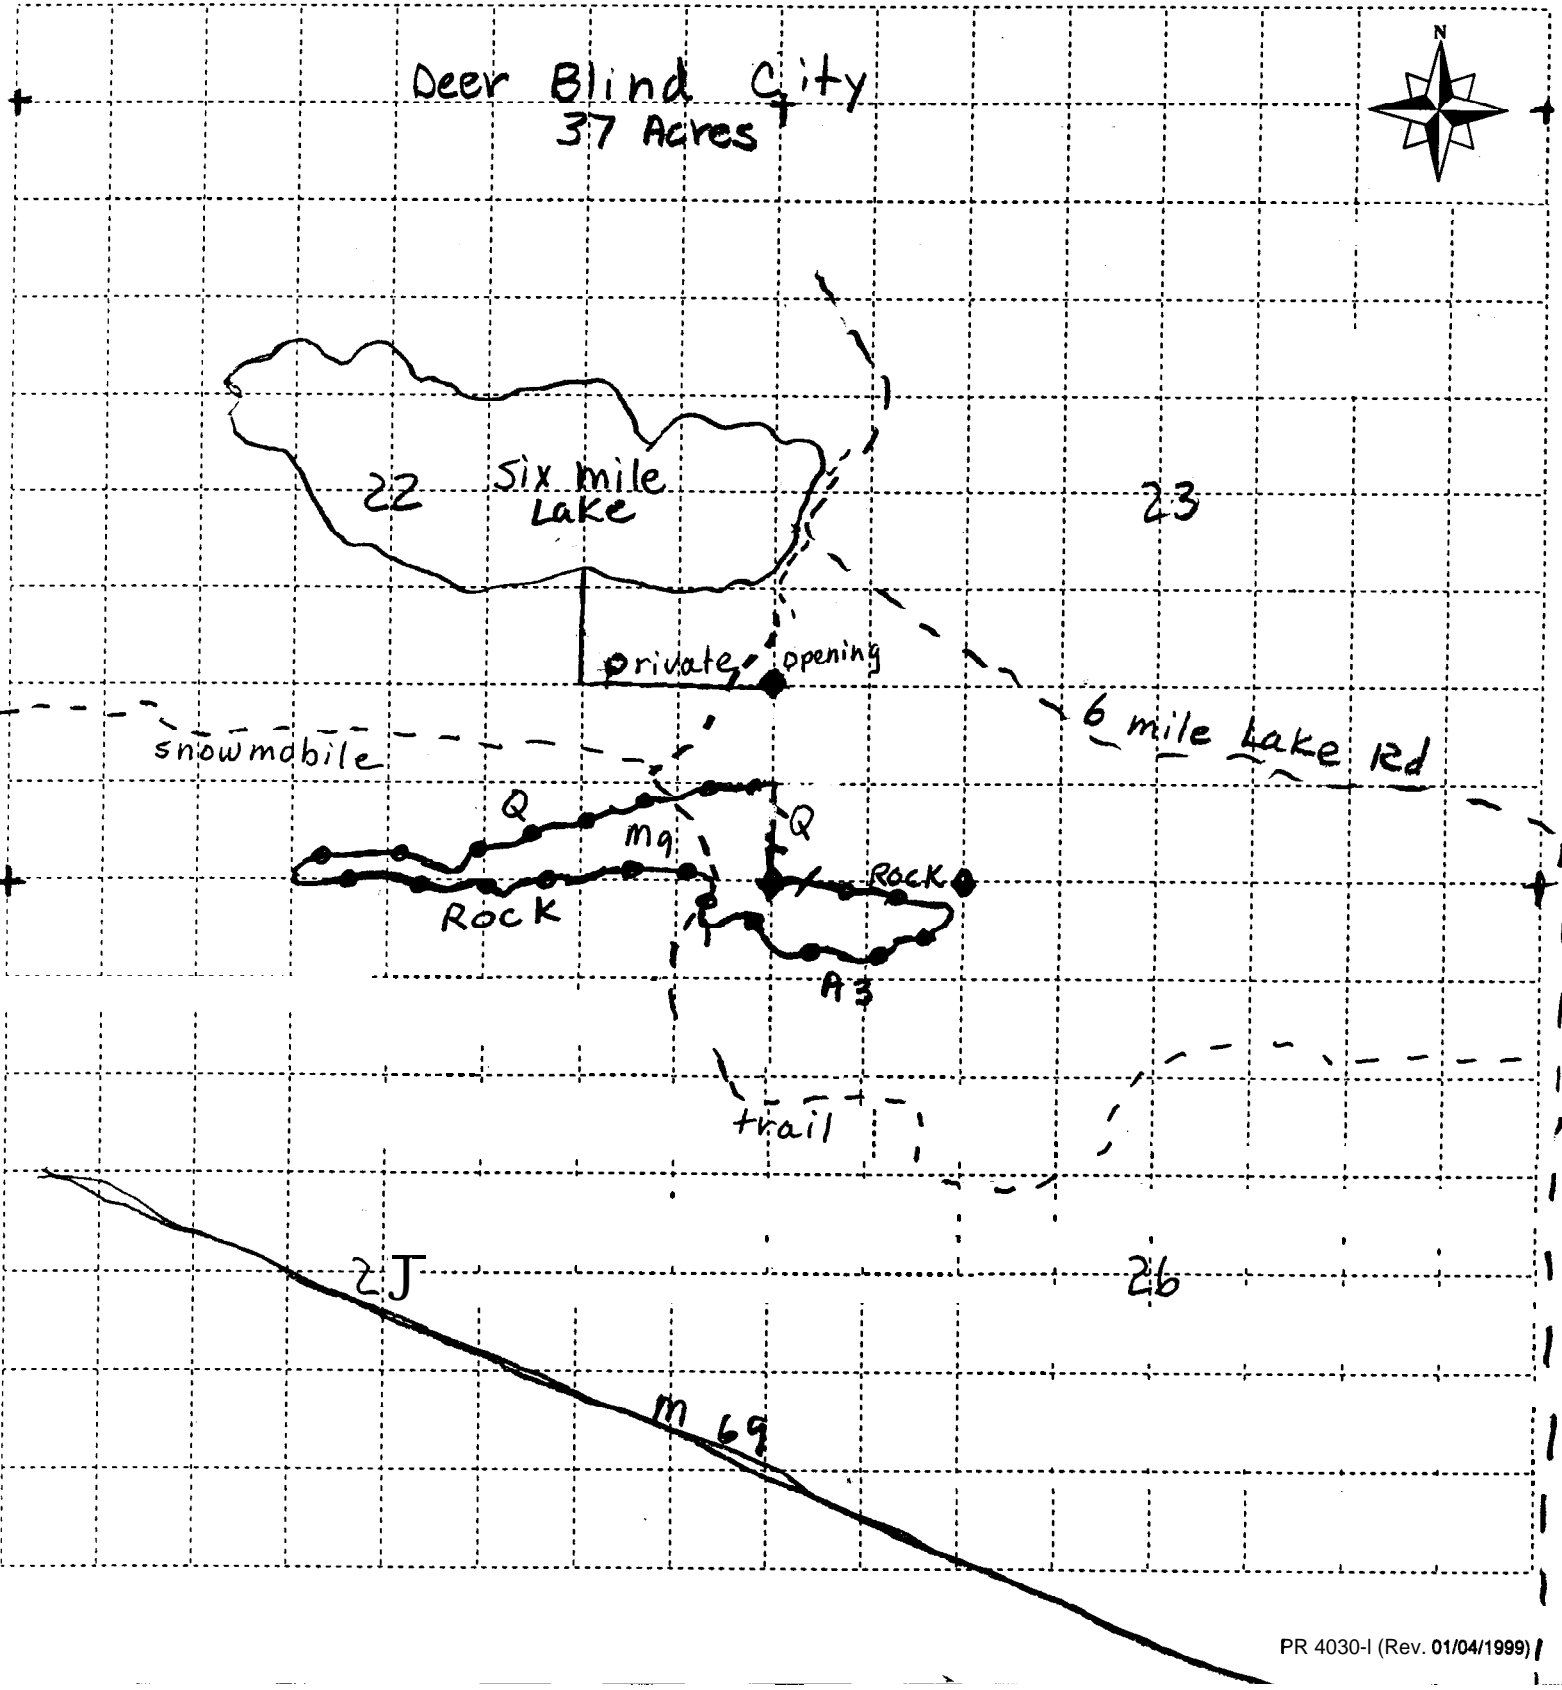 N
Deer Blind City
37 Acres
22
Six mile
Lake
23
private
opening
snowmobile
6 mile Lake Rd
Q
Q
M9
ROCK
ROCK
A3
trail
2J
26
M 69
PR 4030-I (Rev. 01/04/1999)